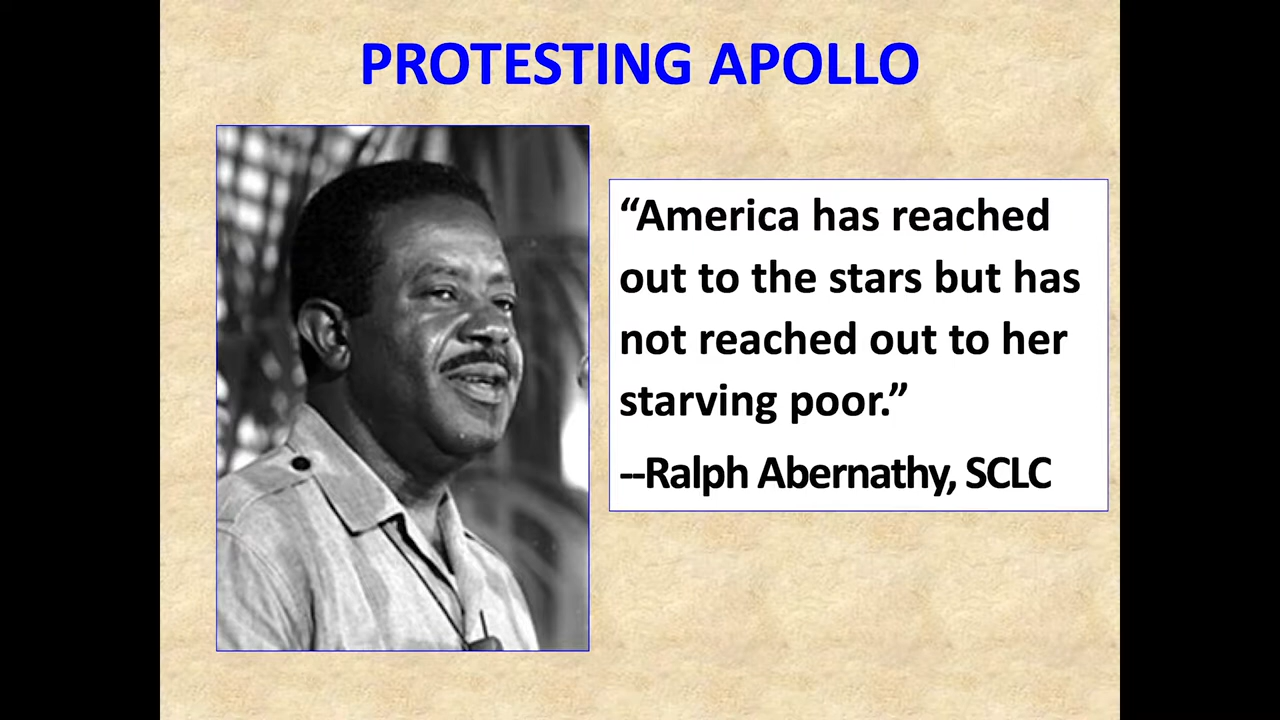 PROTESTING APOLLO
“America has reached
out to the stars but has
not reached out to her
starving poor.”
--Ralph Abernathy, SCLC